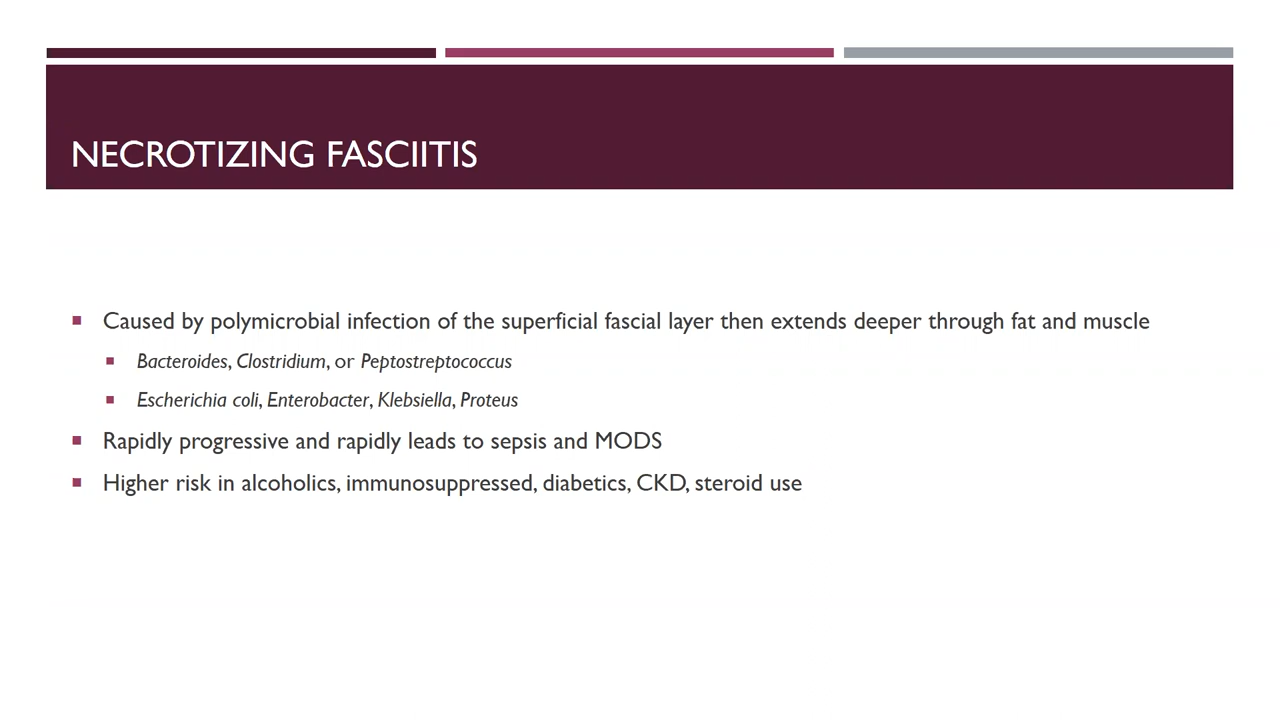 NECROTIZING FASCIITIS
Caused by polymicrobial infection of the superficial fascial layer then extends deeper through fat and muscle
Bacteroides, Clostridium, or Peptostreptococcus
Escherichia coli, Enterobacter, Klebsiella, Proteus
Rapidly progressive and rapidly leads to sepsis and MODS
Higher risk in alcoholics, immunosuppressed, diabetics, CKD, steroid use